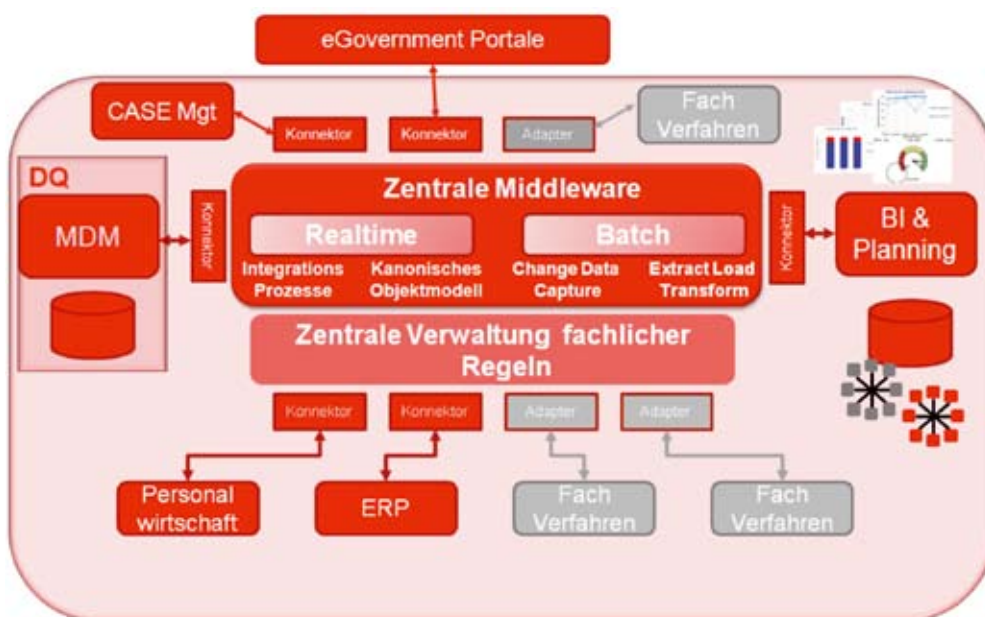 eGovernment Portale
CASE Mgt
Fach
Verfahren
Konnektor
Konnektor
Adapter
DQ
MDM
Konnektor
Zentrale Middleware
Realtime
Batch
Integrations
Prozesse
Kanonisches
Objektmodell
Change Data
Capture
Extract Load
Transform
Konnektor
BI &
Planning
Zentrale Verwaltung fachlicher
Regeln
Konnektor
Konnektor
Adapter
Adapter
Personal
wirtschaft
ERP
Fach
Verfahren
Fach
Verfahren